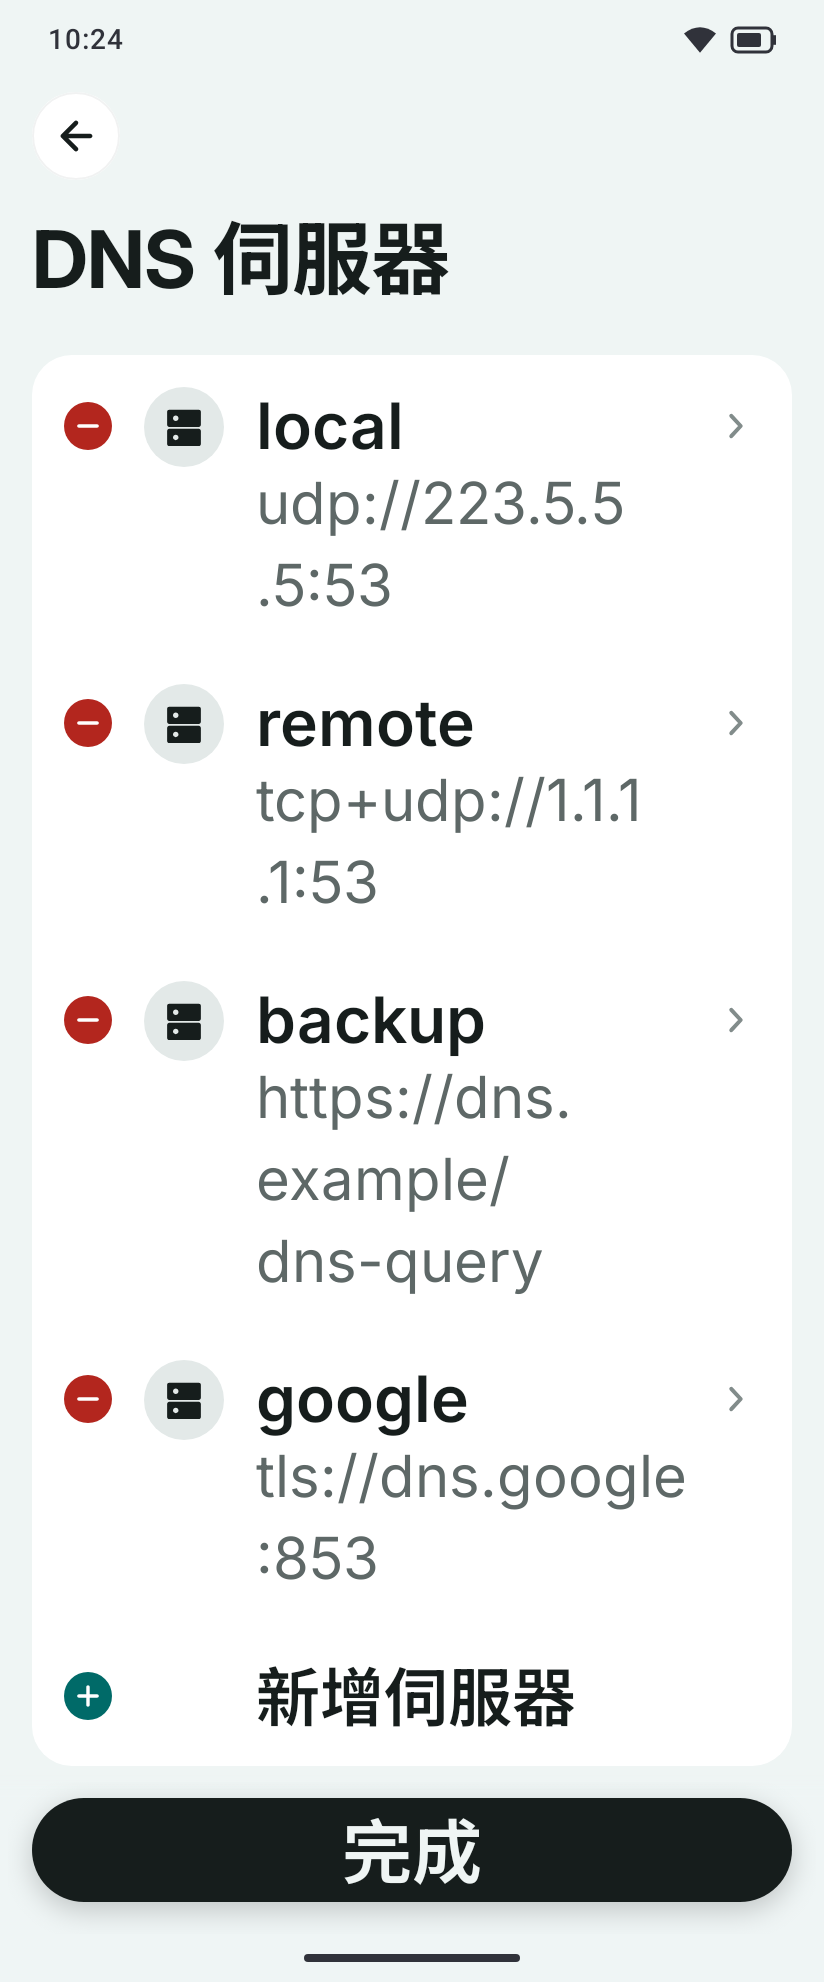 10:24
DNS 伺服器
local
udp://223.5.5
.5:53
remote
tcp+udp://1.1.1
.1:53
backup
https://dns.
example/
dns-query
google
tls://dns.google
:853
新增伺服器
完成